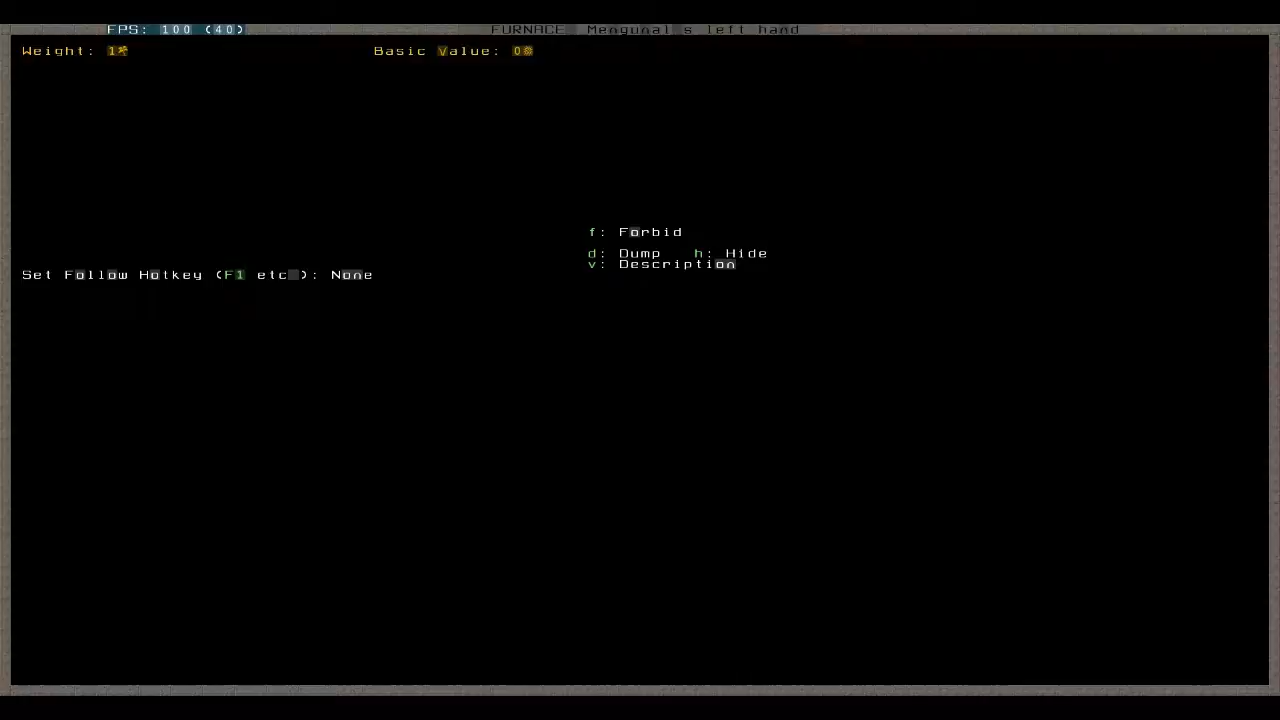 FPS: 100 (40) FURNACE Mengunal s left hand
Weight: 1 Basic Value: 0☼
f: Forbid
d: Dump h: Hide
v: Description
Set Follow Hotkey (F1 etc ): None